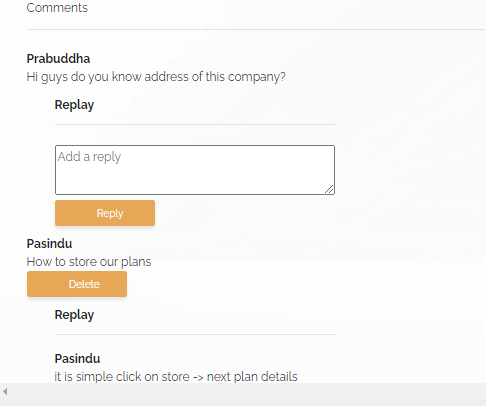 Comments
Prabuddha
Hi guys do you know address of this company?
Replay
Add a reply
Reply
Pasindu
How to store our plans
Delete
Replay
Pasindu
it is simple click on store -> next plan details